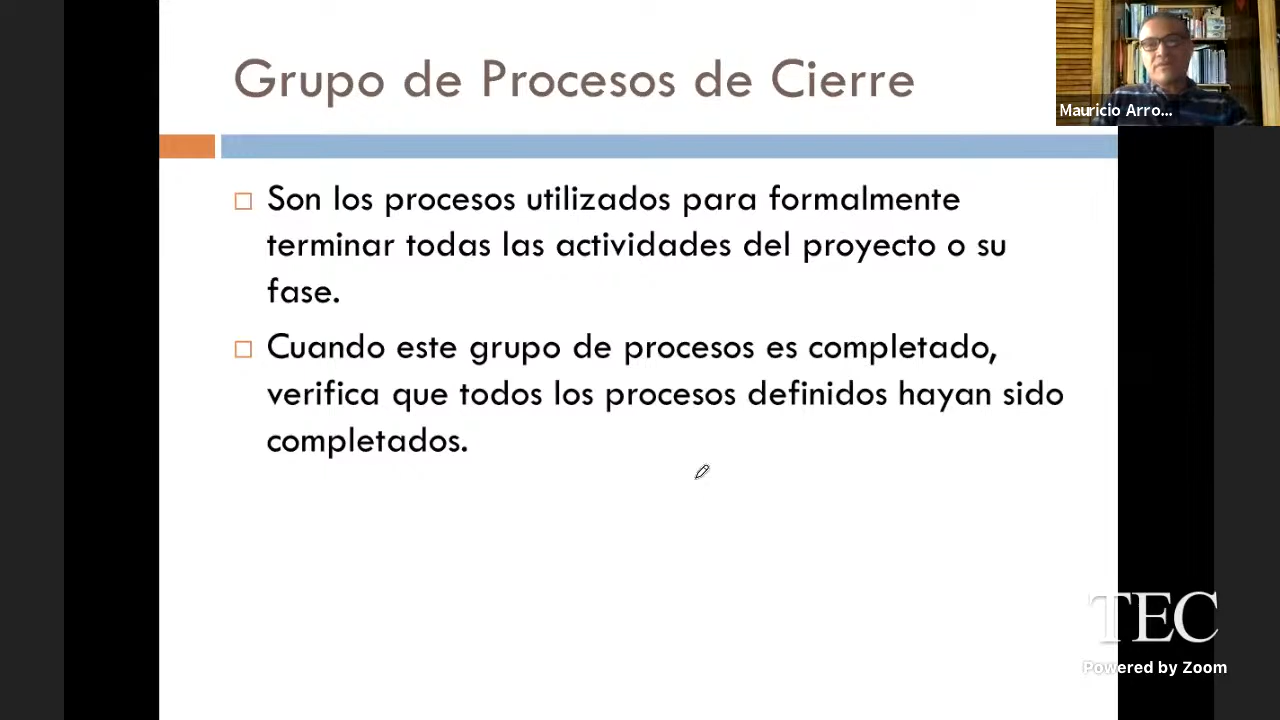 Grupo de Procesos de Cierre
Mauricio Arro...
Son los procesos utilizados para formalmente
terminar todas las actividades del proyecto o su
fase.
Cuando este grupo de procesos es completado,
verifica que todos los procesos definidos hayan sido
completados.
TEC
Powered by Zoom